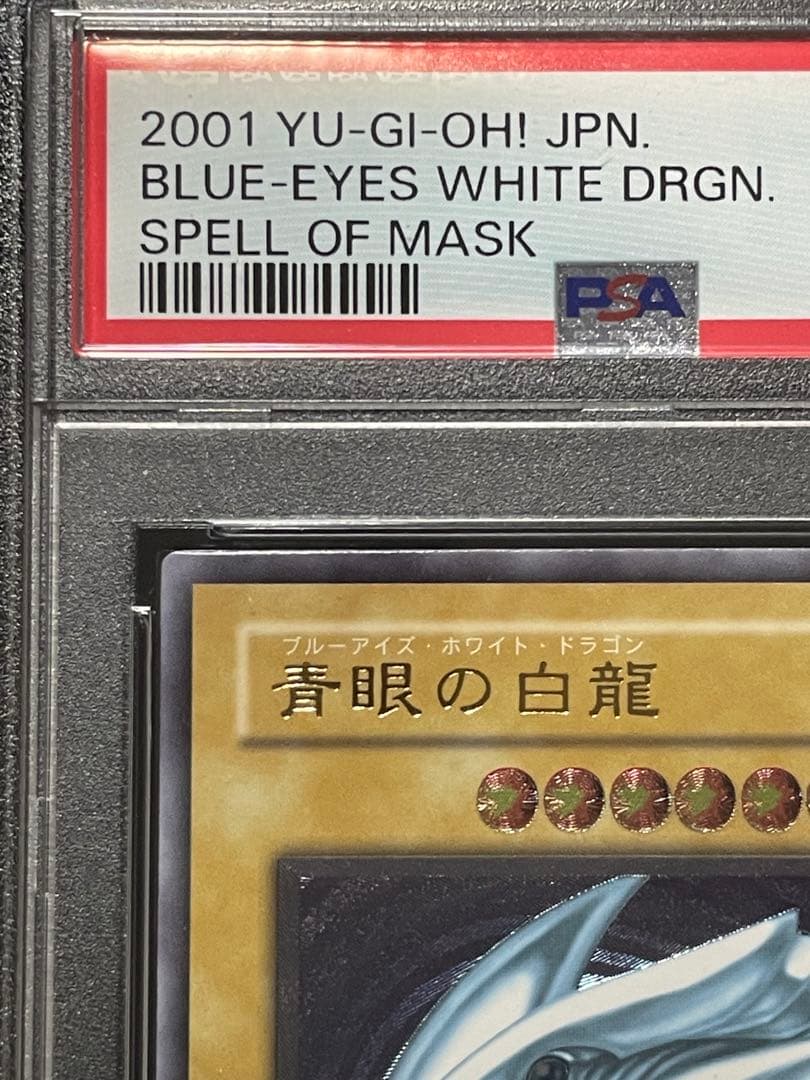 2001 YU-GI-OH! JPN.
BLUE-EYES WHITE DRGN.
SPELL OF MASK
PSA
ブルーアイズ・ホワイト・ドラゴン
青眼の白龍